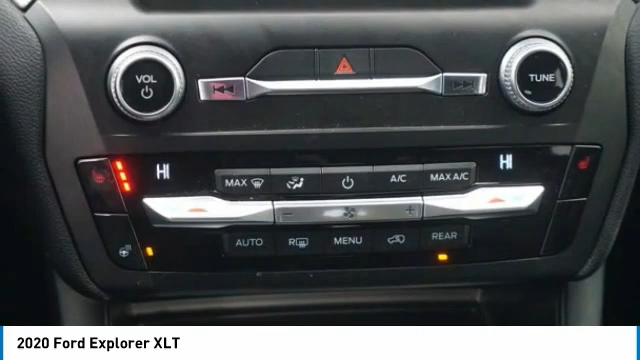 VOL
TUNE
HI
HI
MAX
A/C
MAX A/C
AUTO
R
MENU
REAR
2020 Ford Explorer XLT